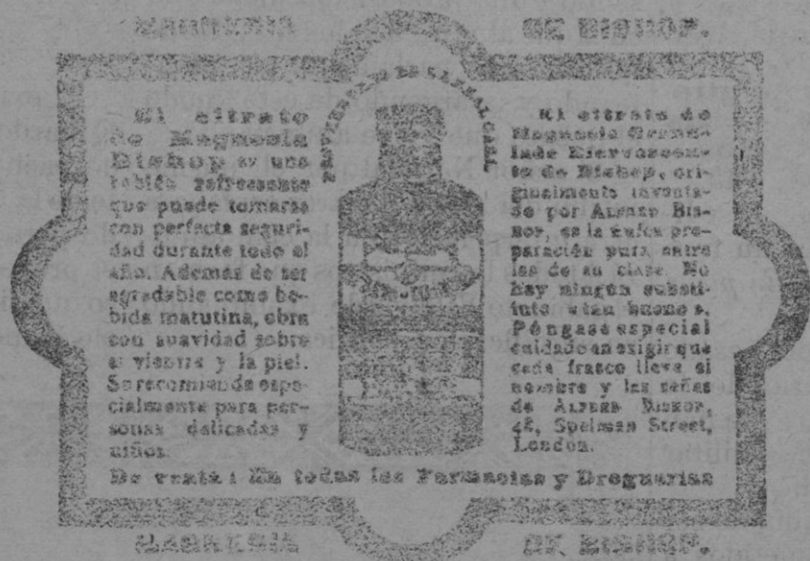 MAGNESIA DE BISHOP.
El citrato
de Magnesia
Bishop es una
bebida refrescante
que puede tomarse
con perfecta seguri-
dad durante todo el
año. Además de ser
agradable como be-
bida matutina, obra
con suavidad sobre
el vientre y la piel.
Se recomienda espe-
cialmente para per-
sonas delicadas y
niños.
El citrato de
Magnesia Granu-
lado Efervescen-
te de Bishop, ori-
ginalmente inventa-
do por ALFRED BIS-
HOP, es la única pre-
paración pura entre
las de su clase. No
hay ningún substi-
tuto «tan bueno».
Póngase especial
cuidado en exigir que
cada frasco lleve el
nombre y las señas
de ALFRED BISHOP,
48, Spelman Street,
London.
De venta: En todas las Farmacias y Droguerías
MAGNESIA DE BISHOP.